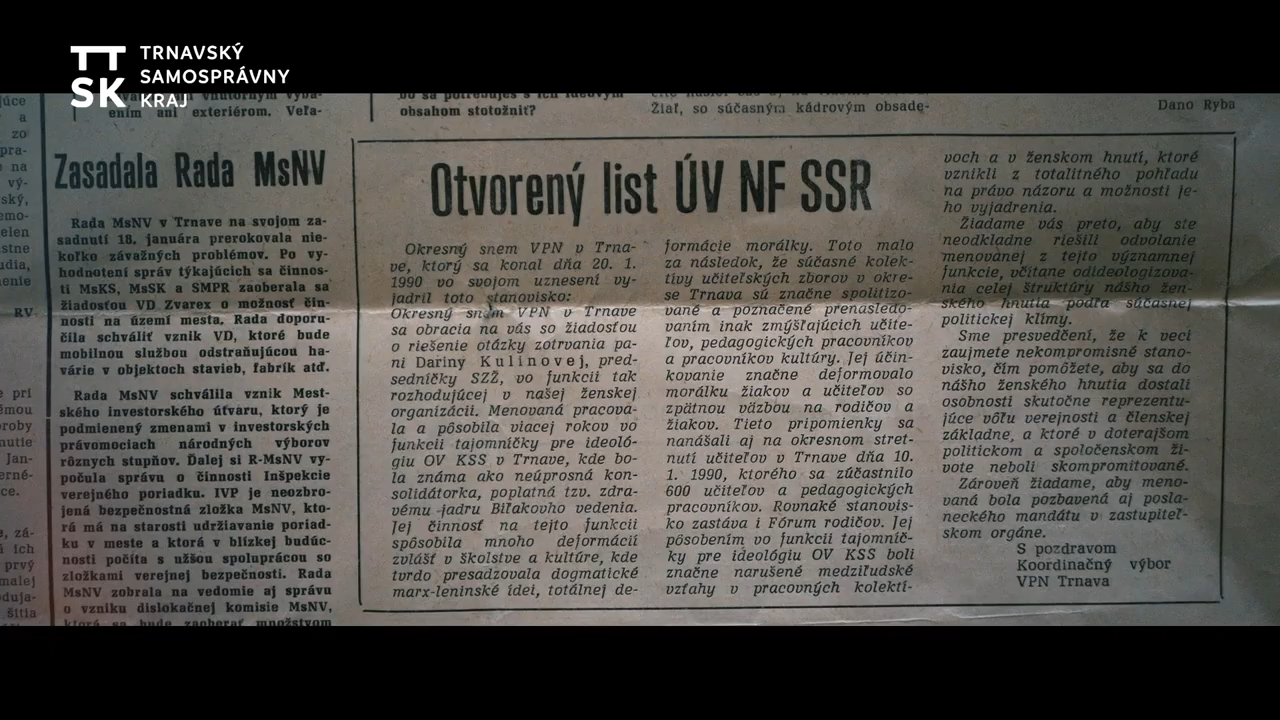 TRNAVSKÝ
SAMOSPRÁVNY
KRAJ
TT
SK
ením ani exteriérom. Veľa-
obsahom stotožniť?
Žiaľ, so súčasným kádrovým obsade-
Dano Ryba
RV
Zasadala Rada MsNV
Rada MsNV v Trnave na svojom za-
sadnutí 18. januára prerokovala nie-
koľko závažných problémov. Po vy-
hodnotení správ týkajúcich sa činnos-
ti MsKS, MsSK a SMPR zaoberala sa
žiadosťou VD Zvarex o možnosť čin-
nosti na území mesta. Rada doporu-
čila schváliť vznik VD, ktoré bude
mobilnou službou odstraňujúcou ha-
várie v objektoch stavieb, fabrík atď.
Rada MsNV schválila vznik Mest-
ského investorského útvaru, ktorý je
podmienený zmenami v investorských
právomociach národných výborov
rôznych stupňov. Ďalej si R-MsNV vy-
počula správu o činnosti Inšpekcie
verejného poriadku. IVP je neozbro-
jená bezpečnostná zložka MsNV, kto-
rá má na starosti udržiavanie poriad-
ku v meste a ktorá v blízkej budúc-
nosti počíta s užšou spoluprácou so
zložkami verejnej bezpečnosti. Rada
MsNV zobrala na vedomie aj správu
o vzniku dislokačnej komisie MsNV,
ktorá sa bude zaoberať množstvom
Otvorený list ÚV NF SSR
Okresný snem VPN v Trna-
ve, ktorý sa konal dňa 20. 1.
1990 vo svojom uznesení vy-
jadril toto stanovisko:
Okresný snem VPN v Trnave
sa obracia na vás so žiadosťou
o riešenie otázky zotrvania pa-
ni Dariny Kulinovej, pred-
sedníčky SZŽ, vo funkcii tak
rozhodujúcej v našej ženskej
organizácii. Menovaná pracova-
la a pôsobila viacej rokov vo
funkcii tajomníčky pre ideoló-
giu OV KSS v Trnave, kde bo-
la známa ako neúprosná kon-
solidátorka, poplatná tzv. zdra-
vému jadru Biľakovho vedenia.
Jej činnosť na tejto funkcii
spôsobila mnoho deformácií
zvlášť v školstve a kultúre, kde
tvrdo presadzovala dogmatické
marx-leninské idei, totálnej de-
formácie morálky. Toto malo
za následok, že súčasné kolek-
tívy učiteľských zborov v okre-
se Trnava sú značne spolitizo-
vané a poznačené prenasledo-
vaním inak zmýšľajúcich učite-
ľov, pedagogických pracovníkov
a pracovníkov kultúry. Jej účin-
kovanie značne deformovalo
morálku žiakov a učiteľov so
zpätnou väzbou na rodičov a
žiakov. Tieto pripomienky sa
nanášali aj na okresnom stret-
nutí učiteľov v Trnave dňa 10.
1. 1990, ktorého sa zúčastnilo
600 učiteľov a pedagogických
pracovníkov. Rovnaké stanovis-
ko zastáva i Fórum rodičov. Jej
pôsobením vo funkcii tajomníč-
ky pre ideológiu OV KSS boli
značne narušené medziľudské
vzťahy v pracovných kolektí-
voch a v ženskom hnutí, ktoré
vznikli z totalitného pohľadu
na právo názoru a možnosti je-
ho vyjadrenia.
Žiadame vás preto, aby ste
neodkladne riešili odvolanie
menovanej z tejto významnej
funkcie, včítane odideologizova-
nia celej štruktúry nášho žen-
ského hnutia podľa súčasnej
politickej klímy.
Sme presvedčení, že k veci
zaujmete nekompromisné stano-
visko, čím pomôžete, aby sa do
nášho ženského hnutia dostali
osobnosti skutočne reprezentu-
júce vôľu verejnosti a členskej
základne, a ktoré v doterajšom
politickom a spoločenskom ži-
vote neboli skompromitované.
Zároveň žiadame, aby meno-
vaná bola pozbavená aj posla-
neckého mandátu v zastupiteľ-
skom orgáne.
S pozdravom
Koordinačný výbor
VPN Trnava